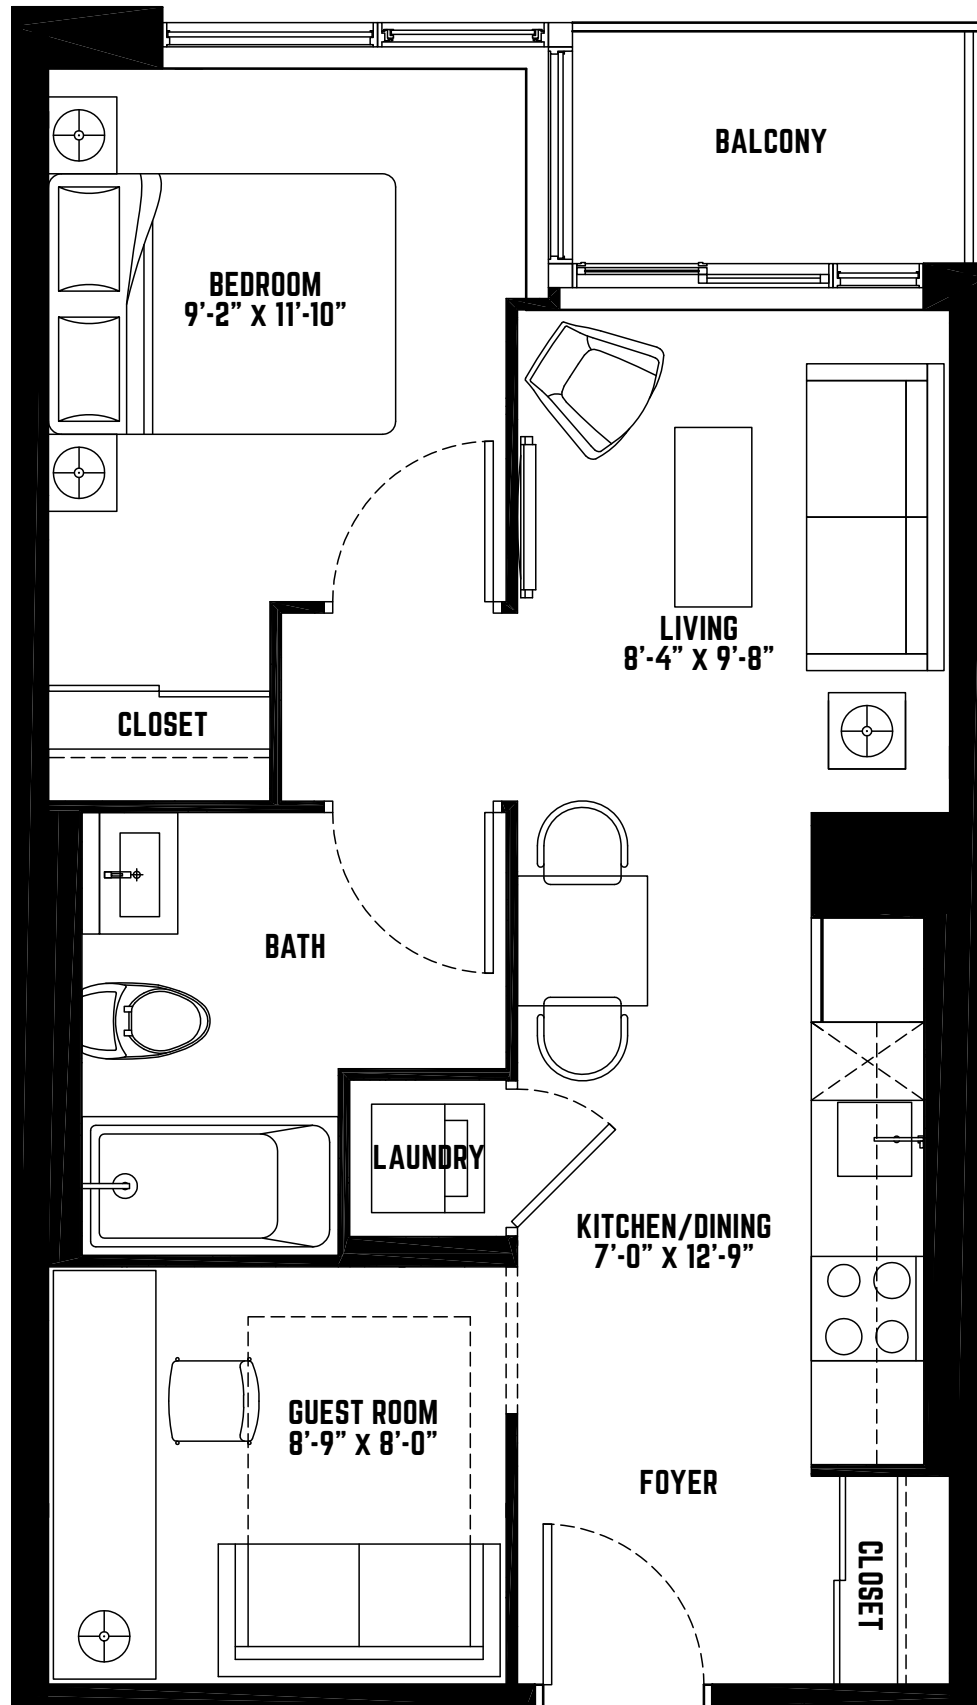 BALCONY
BEDROOM
9'-2" X 11'-10"
LIVING
8'-4" X 9'-8"
CLOSET
BATH
LAUNDRY
KITCHEN/DINING
7'-0" X 12'-9"
GUEST ROOM
8'-9" X 8'-0"
FOYER
CLOSET